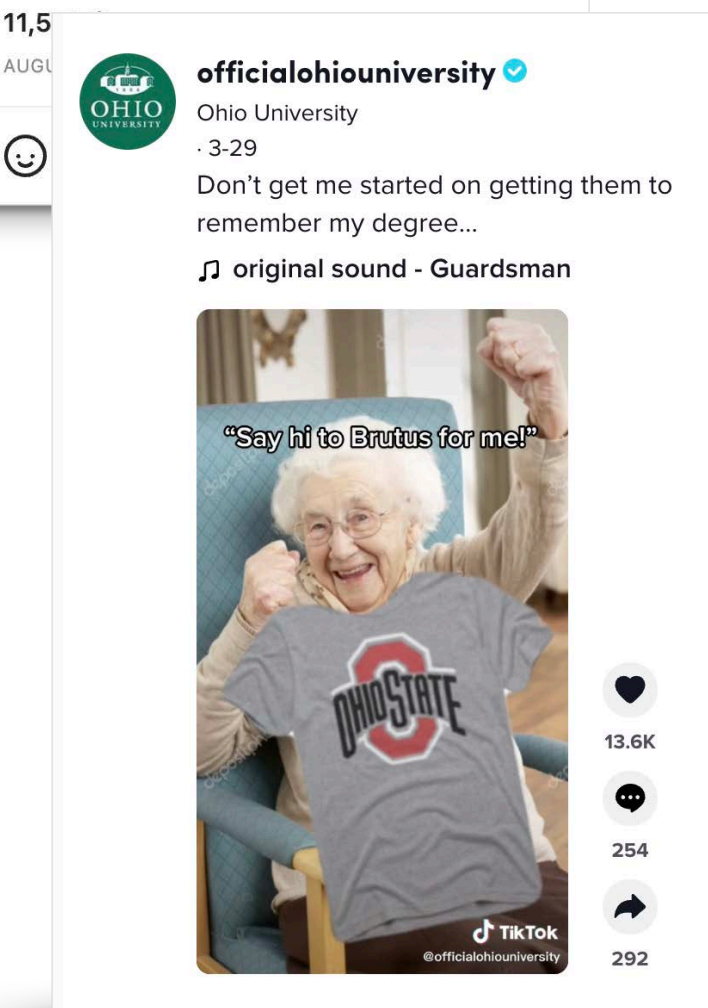 11,5
AUGU
OHIO
UNIVERSITY
officialohiouniversity
Ohio University
· 3-29
Don’t get me started on getting them to
remember my degree...
original sound - Guardsman
“Say hi to Brutus for me!”
OHIO STATE
TikTok
@officialohiouniversity
13.6K
254
292